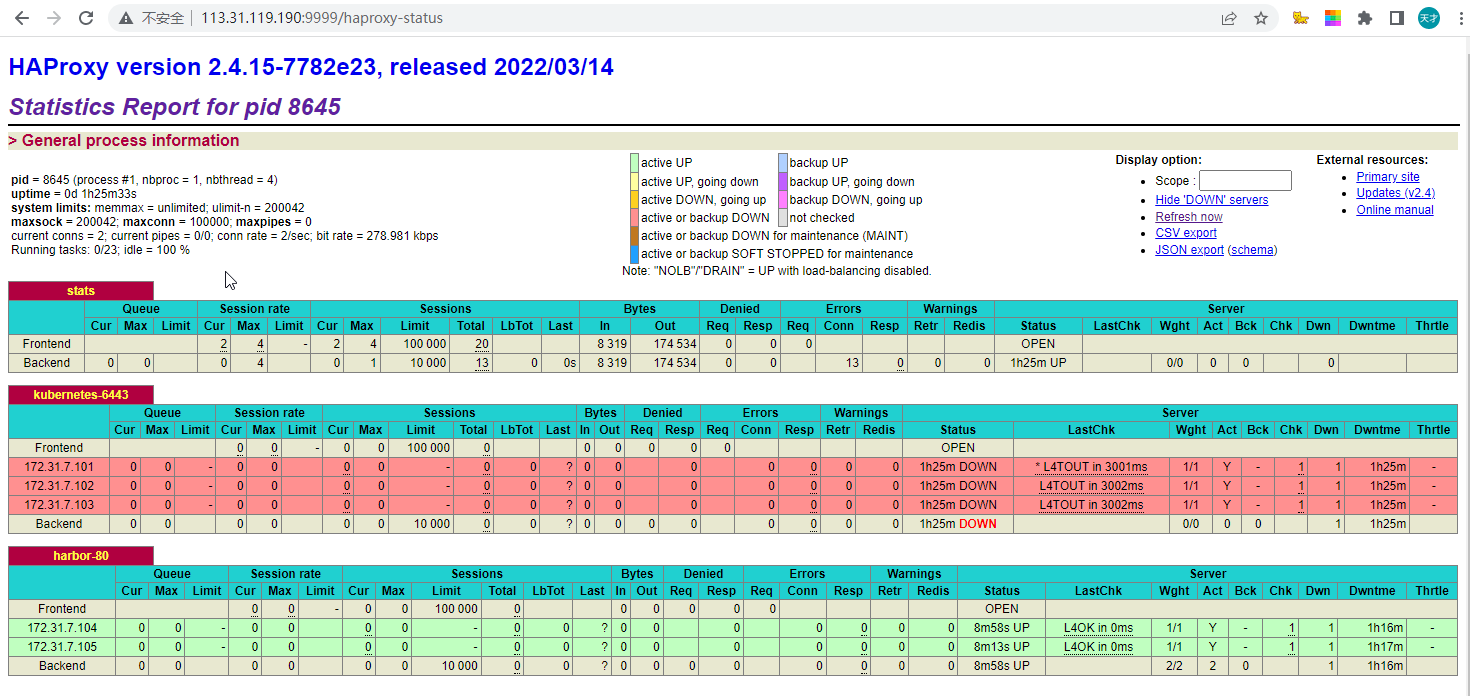 不安全 113.31.119.190:9999/haproxy-status 天才
HAProxy version 2.4.15-7782e23, released 2022/03/14
Statistics Report for pid 8645
> General process information
pid = 8645 (process #1, nbproc = 1, nbthread = 4)
uptime = 0d 1h25m33s
system limits: memmax = unlimited; ulimit-n = 200042
maxsock = 200042; maxconn = 100000; maxpipes = 0
current conns = 2; current pipes = 0/0; conn rate = 2/sec; bit rate = 278.981 kbps
Running tasks: 0/23; idle = 100 %
active UP backup UP
active UP, going down backup UP, going down
active DOWN, going up backup DOWN, going up
active or backup DOWN not checked
active or backup DOWN for maintenance (MAINT)
active or backup SOFT STOPPED for maintenance
Note: "NOLB"/"DRAIN" = UP with load-balancing disabled.
Display option:
Scope :
Hide 'DOWN' servers
Refresh now
CSV export
JSON export (schema)
External resources:
Primary site
Updates (v2.4)
Online manual
stats
Queue Session rate Sessions Bytes Denied Errors Warnings Server
Cur Max Limit Cur Max Limit Cur Max Limit Total LbTot Last In Out Req Resp Req Conn Resp Retr Redis Status LastChk Wght Act Bck Chk Dwn Dwntme Thrtle
Frontend 2 4 - 2 4 100 000 20 8 319 174 534 0 0 0 OPEN
Backend 0 0 0 4 0 1 10 000 13 0 0s 8 319 174 534 0 0 13 0 0 0 1h25m UP 0/0 0 0 0
kubernetes-6443
Queue Session rate Sessions Bytes Denied Errors Warnings Server
Cur Max Limit Cur Max Limit Cur Max Limit Total LbTot Last In Out Req Resp Req Conn Resp Retr Redis Status LastChk Wght Act Bck Chk Dwn Dwntme Thrtle
Frontend 0 0 - 0 0 100 000 0 0 0 0 0 0 OPEN
172.31.7.101 0 0 - 0 0 0 0 - 0 0 ? 0 0 0 0 0 0 0 1h25m DOWN * L4TOUT in 3001ms 1/1 Y - 1 1 1h25m -
172.31.7.102 0 0 - 0 0 0 0 - 0 0 ? 0 0 0 0 0 0 0 1h25m DOWN L4TOUT in 3002ms 1/1 Y - 1 1 1h25m -
172.31.7.103 0 0 - 0 0 0 0 - 0 0 ? 0 0 0 0 0 0 0 1h25m DOWN L4TOUT in 3002ms 1/1 Y - 1 1 1h25m -
Backend 0 0 0 0 0 0 10 000 0 0 ? 0 0 0 0 0 0 0 0 1h25m DOWN 0/0 0 0 1 1h25m
harbor-80
Queue Session rate Sessions Bytes Denied Errors Warnings Server
Cur Max Limit Cur Max Limit Cur Max Limit Total LbTot Last In Out Req Resp Req Conn Resp Retr Redis Status LastChk Wght Act Bck Chk Dwn Dwntme Thrtle
Frontend 0 0 - 0 0 100 000 0 0 0 0 0 0 OPEN
172.31.7.104 0 0 - 0 0 0 0 - 0 0 ? 0 0 0 0 0 0 0 8m58s UP L4OK in 0ms 1/1 Y - 1 1 1h16m -
172.31.7.105 0 0 - 0 0 0 0 - 0 0 ? 0 0 0 0 0 0 0 8m13s UP L4OK in 0ms 1/1 Y - 1 1 1h17m -
Backend 0 0 0 0 0 0 10 000 0 0 ? 0 0 0 0 0 0 0 0 8m58s UP 2/2 2 0 1 1h16m